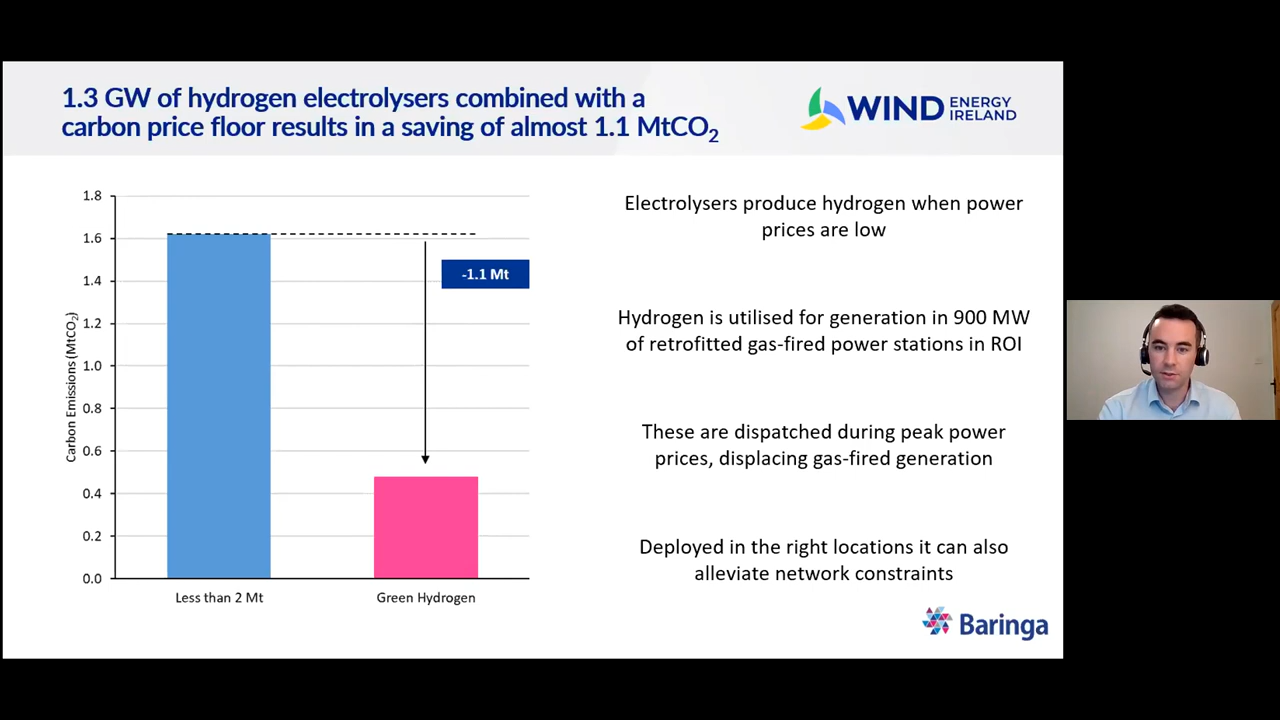 1.3 GW of hydrogen electrolysers combined with a
carbon price floor results in a saving of almost 1.1 MtCO₂
WIND ENERGY
IRELAND
1.8
1.6
1.4
1.2
1.0
0.8
0.6
0.4
0.2
0.0
Carbon Emissions (MtCO₂)
-1.1 Mt
Less than 2 Mt
Green Hydrogen
Electrolysers produce hydrogen when power
prices are low
Hydrogen is utilised for generation in 900 MW
of retrofitted gas-fired power stations in ROI
These are dispatched during peak power
prices, displacing gas-fired generation
Deployed in the right locations it can also
alleviate network constraints
Baringa